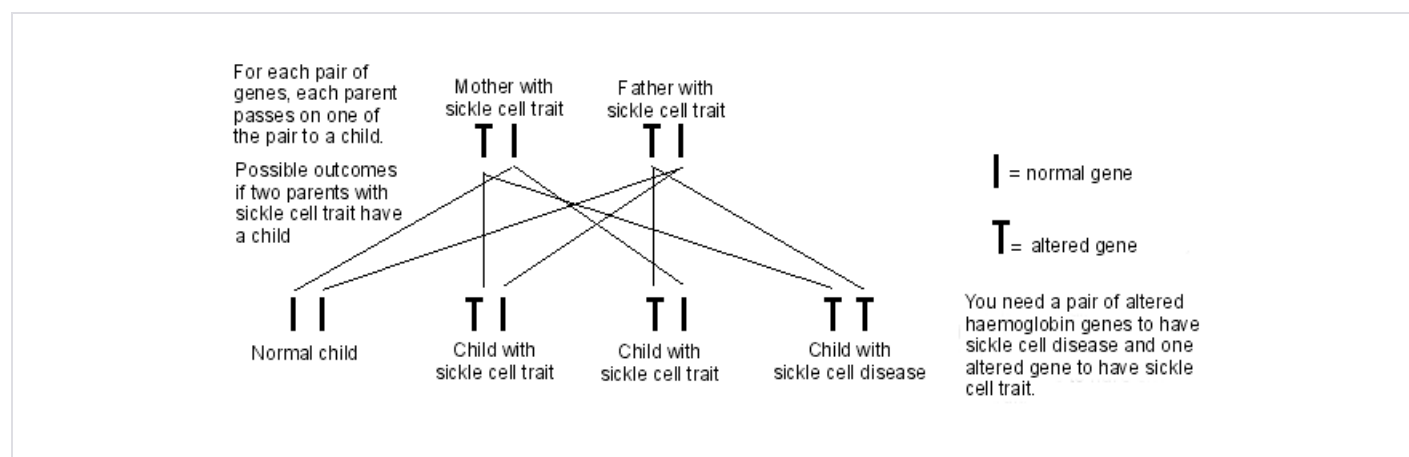 For each pair of
genes, each parent
passes on one of
the pair to a child.
Possible outcomes
if two parents with
sickle cell trait have
a child
Mother with
sickle cell trait
Father with
sickle cell trait
= normal gene
= altered gene
You need a pair of altered
haemoglobin genes to have
sickle cell disease and one
altered gene to have sickle
cell trait.
Normal child
Child with
sickle cell trait
Child with
sickle cell trait
Child with
sickle cell disease